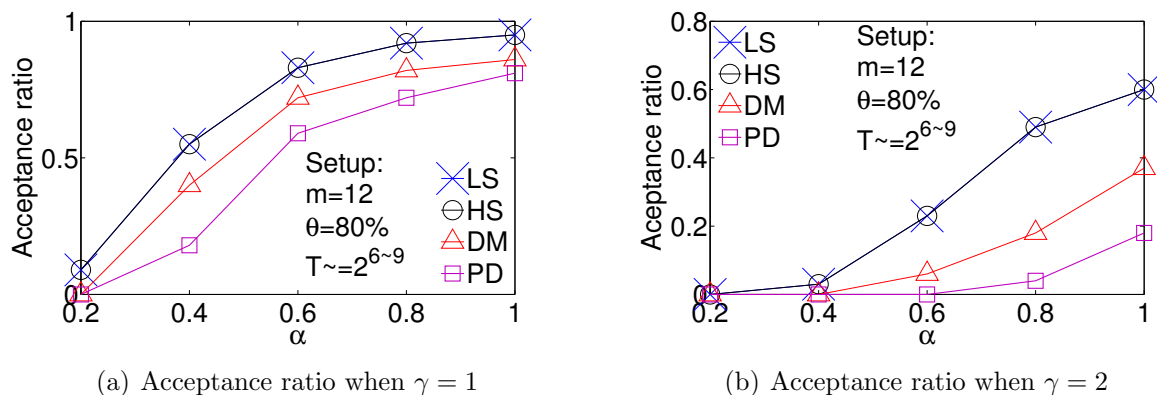 1
0.5
0
Acceptance ratio
0.2 0.4 0.6 0.8 1
α
Setup:
m=12
θ=80%
T~=2^{6~9}
LS
HS
DM
PD
(a) Acceptance ratio when γ = 1
0.8
0.6
0.4
0.2
0
Aceptance ratio
0.2 0.4 0.6 0.8 1
α
LS
HS
DM
PD
Setup:
m=12
θ=80%
T~=2^{6~9}
(b) Acceptance ratio when γ = 2